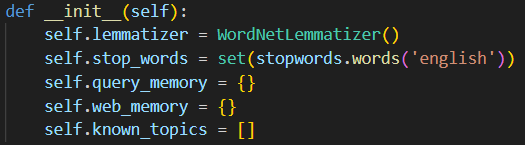 def __init__(self):
    self.lemmatizer = WordNetLemmatizer()
    self.stop_words = set(stopwords.words('english'))
    self.query_memory = {}
    self.web_memory = {}
    self.known_topics = []